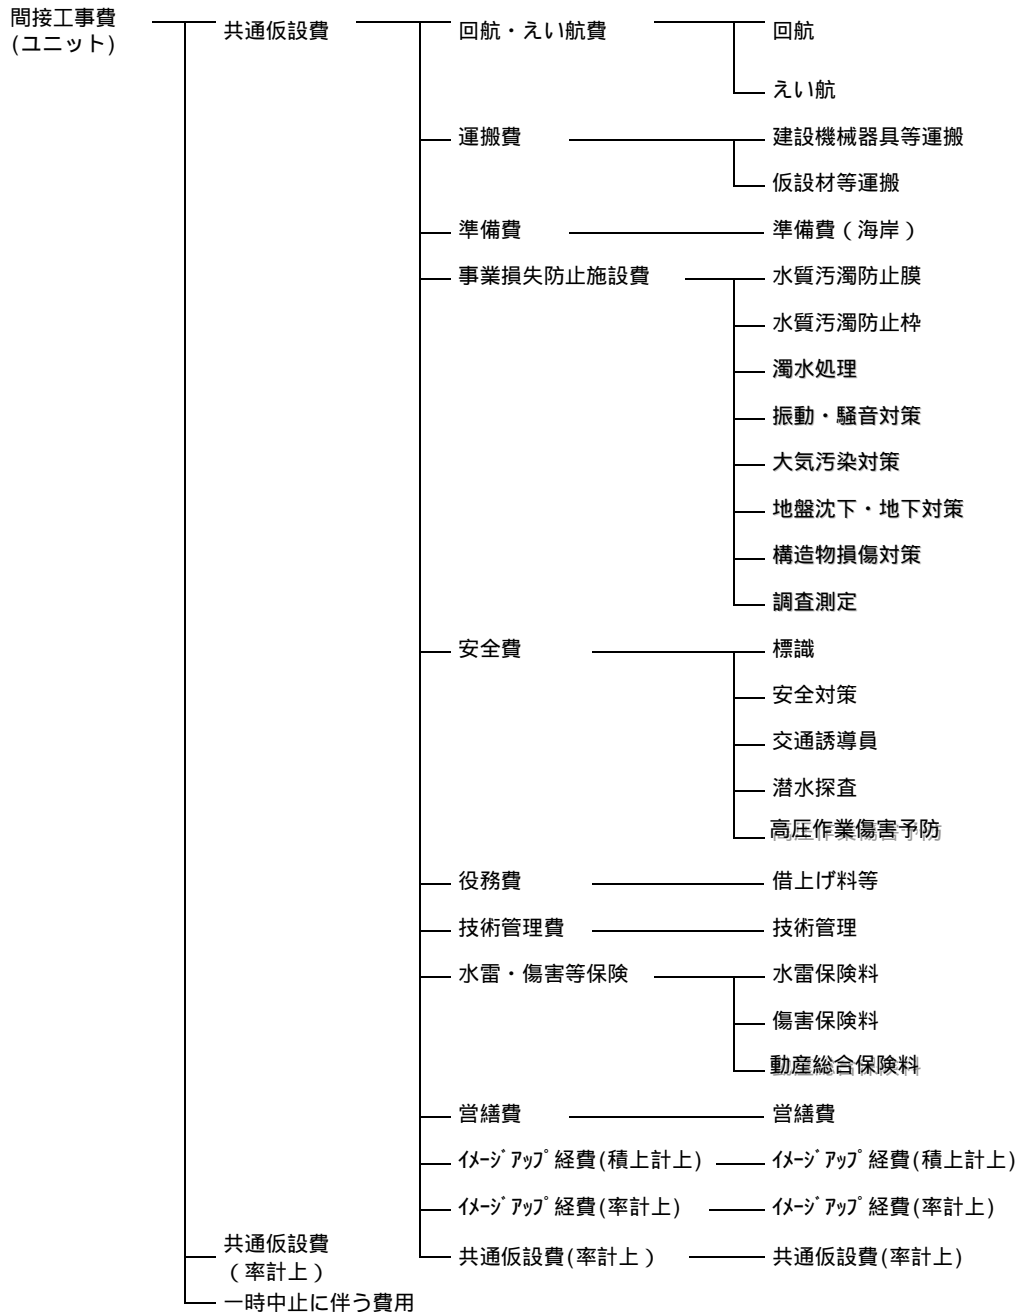 間接工事費
(ユニット)
共通仮設費
回航・えい航費
回航
えい航
運搬費
建設機械器具等運搬
仮設材等運搬
準備費
準備費（海岸）
事業損失防止施設費
水質汚濁防止膜
水質汚濁防止枠
濁水処理
振動・騒音対策
大気汚染対策
地盤沈下・地下対策
構造物損傷対策
調査測定
安全費
標識
安全対策
交通誘導員
潜水探査
高圧作業傷害予防
役務費
借上げ料等
技術管理費
技術管理
水雷・傷害等保険
水雷保険料
傷害保険料
動産総合保険料
営繕費
営繕費
ｲﾒｰｼﾞｱｯﾌﾟ経費(積上計上)
ｲﾒｰｼﾞｱｯﾌﾟ経費(積上計上)
ｲﾒｰｼﾞｱｯﾌﾟ経費(率計上)
ｲﾒｰｼﾞｱｯﾌﾟ経費(率計上)
共通仮設費(率計上）
共通仮設費(率計上)
共通仮設費
（率計上）
一時中止に伴う費用